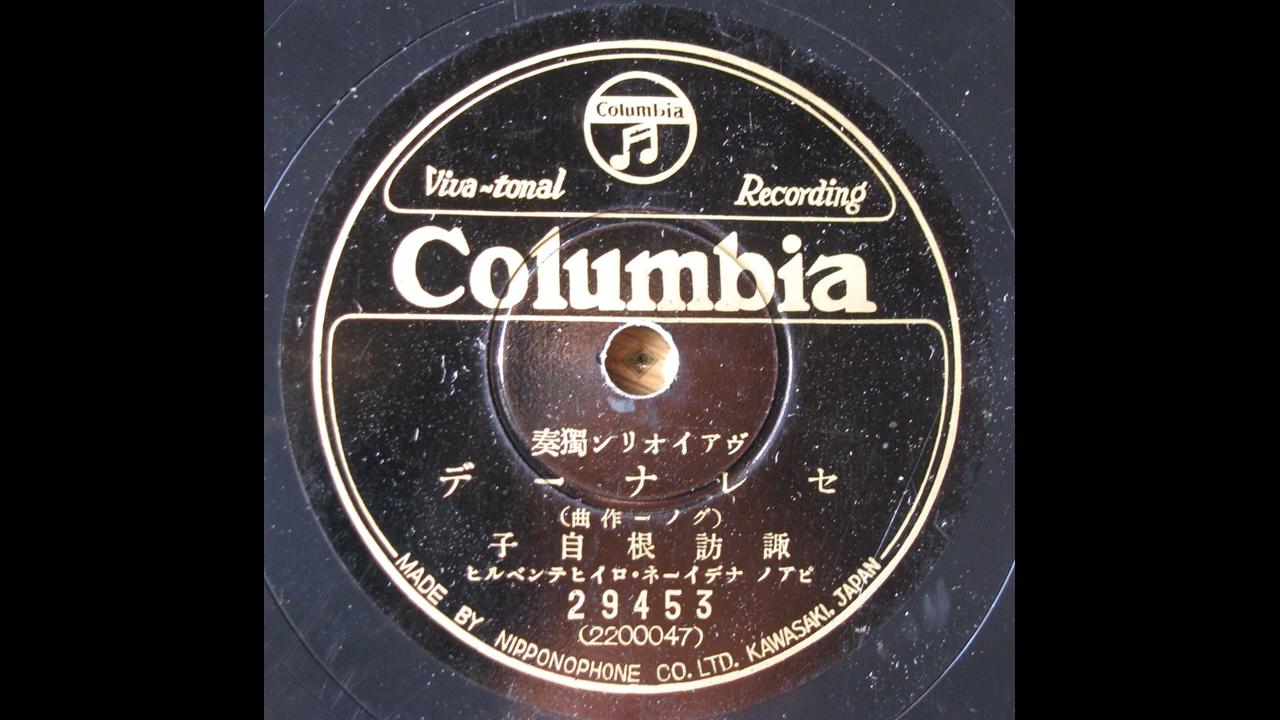 Columbia
Viva-tonal Recording
Columbia
ヴアイオリン獨奏
セレナーデ
(グノー作曲)
諏訪根自子
ピアノ ナデイーネ・ロイヒテンベルヒ
29453
(2200047)
MADE BY NIPPONOPHONE CO. LTD. KAWASAKI, JAPAN